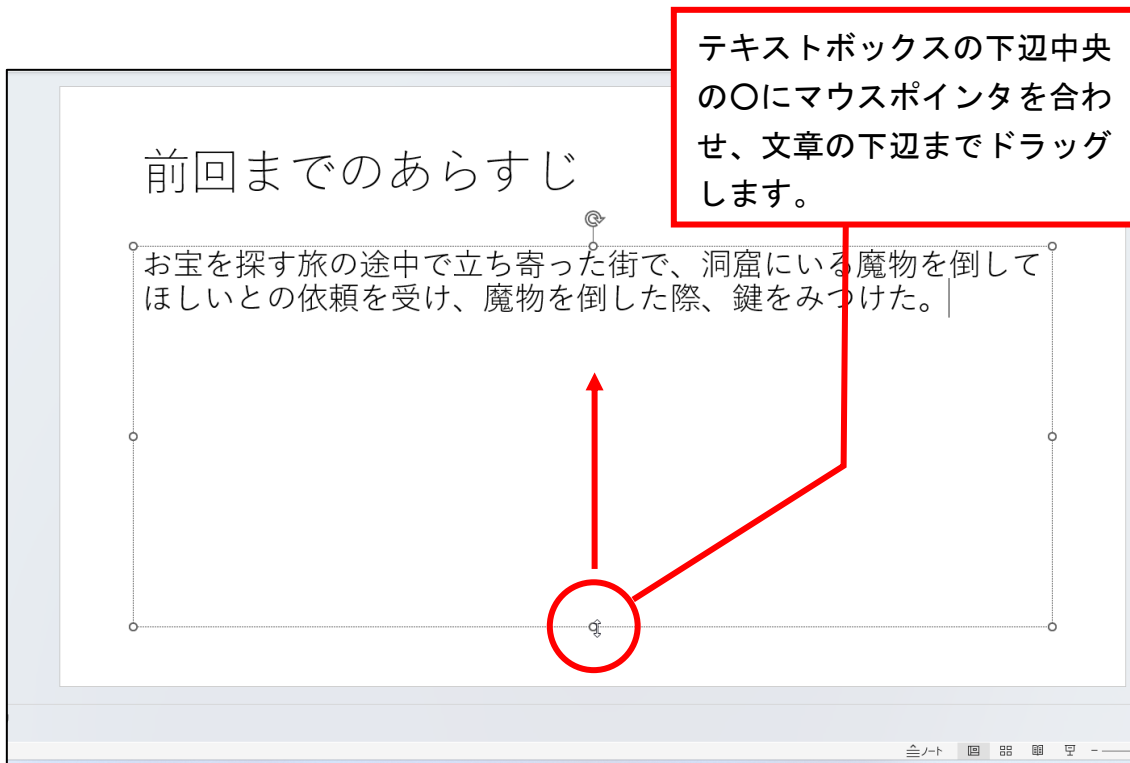 テキストボックスの下辺中央
の〇にマウスポインタを合わ
せ、文章の下辺までドラッグ
します。
前回までのあらすじ
お宝を探す旅の途中で立ち寄った街で、洞窟にいる魔物を倒して
ほしいとの依頼を受け、魔物を倒した際、鍵をみつけた。
ノート